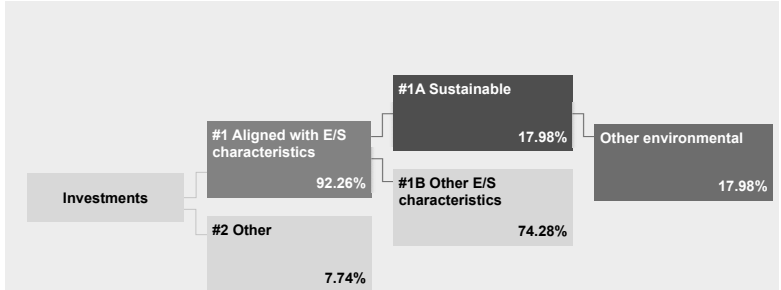 #1A Sustainable
17.98%
#1 Aligned with E/S
characteristics
92.26%
Other environmental
17.98%
#1B Other E/S
characteristics
74.28%
Investments
#2 Other
7.74%